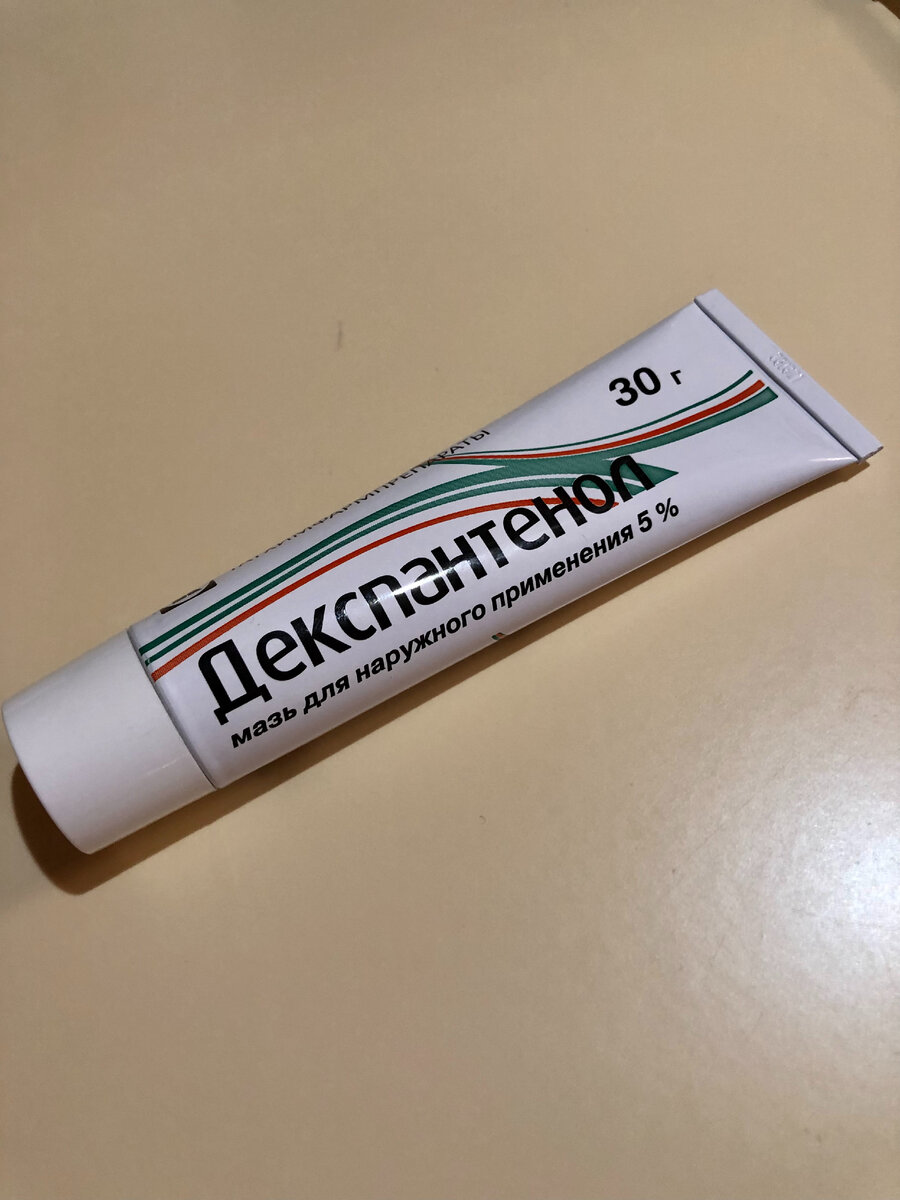 30 г
Декспантенол
мазь для наружного применения 5 %